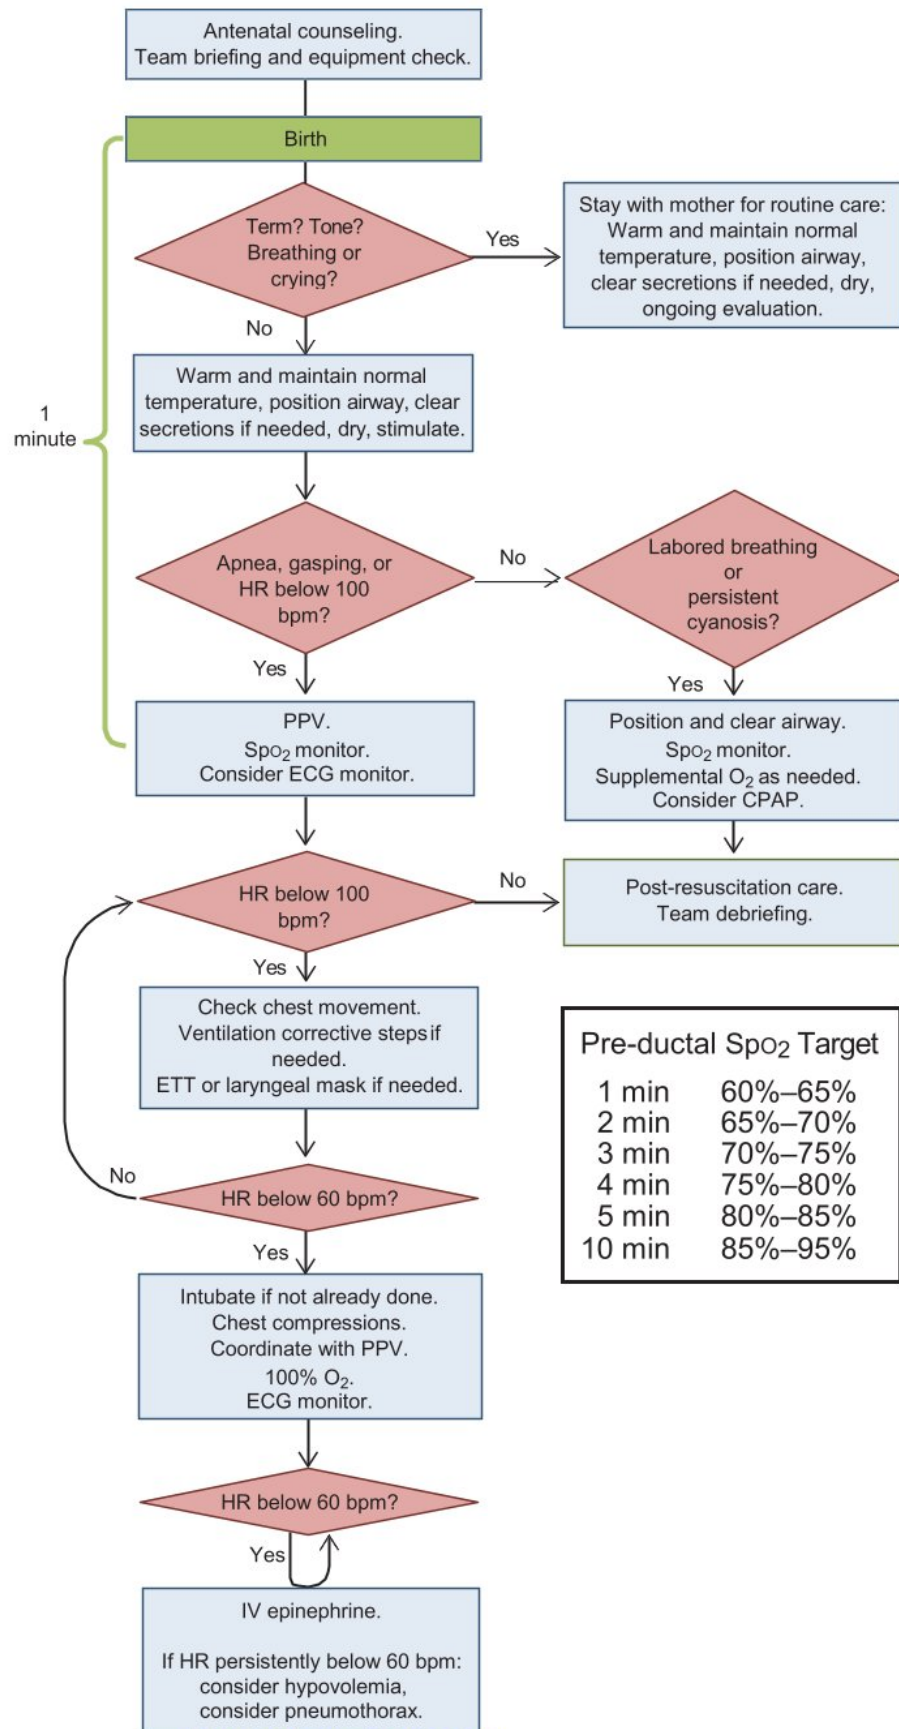 Antenatal counseling.
Team briefing and equipment check.
Birth
Term? Tone?
Breathing or
crying?
Yes
Stay with mother for routine care:
Warm and maintain normal
temperature, position airway,
clear secretions if needed, dry,
ongoing evaluation.
No
Warm and maintain normal
temperature, position airway, clear
secretions if needed, dry, stimulate.
1
minute
Apnea, gasping, or
HR below 100
bpm?
No
Labored breathing
or
persistent
cyanosis?
Yes
Yes
PPV.
SpO₂ monitor.
Consider ECG monitor.
Position and clear airway.
SpO₂ monitor.
Supplemental O₂ as needed.
Consider CPAP.
HR below 100
bpm?
No
Post-resuscitation care.
Team debriefing.
Yes
Check chest movement.
Ventilation corrective steps if
needed.
ETT or laryngeal mask if needed.
No
HR below 60 bpm?
Yes
Intubate if not already done.
Chest compressions.
Coordinate with PPV.
100% O₂.
ECG monitor.
HR below 60 bpm?
Yes
IV epinephrine.
If HR persistently below 60 bpm:
consider hypovolemia,
consider pneumothorax.
Pre-ductal SpO₂ Target
1 min 60%–65%
2 min 65%–70%
3 min 70%–75%
4 min 75%–80%
5 min 80%–85%
10 min 85%–95%